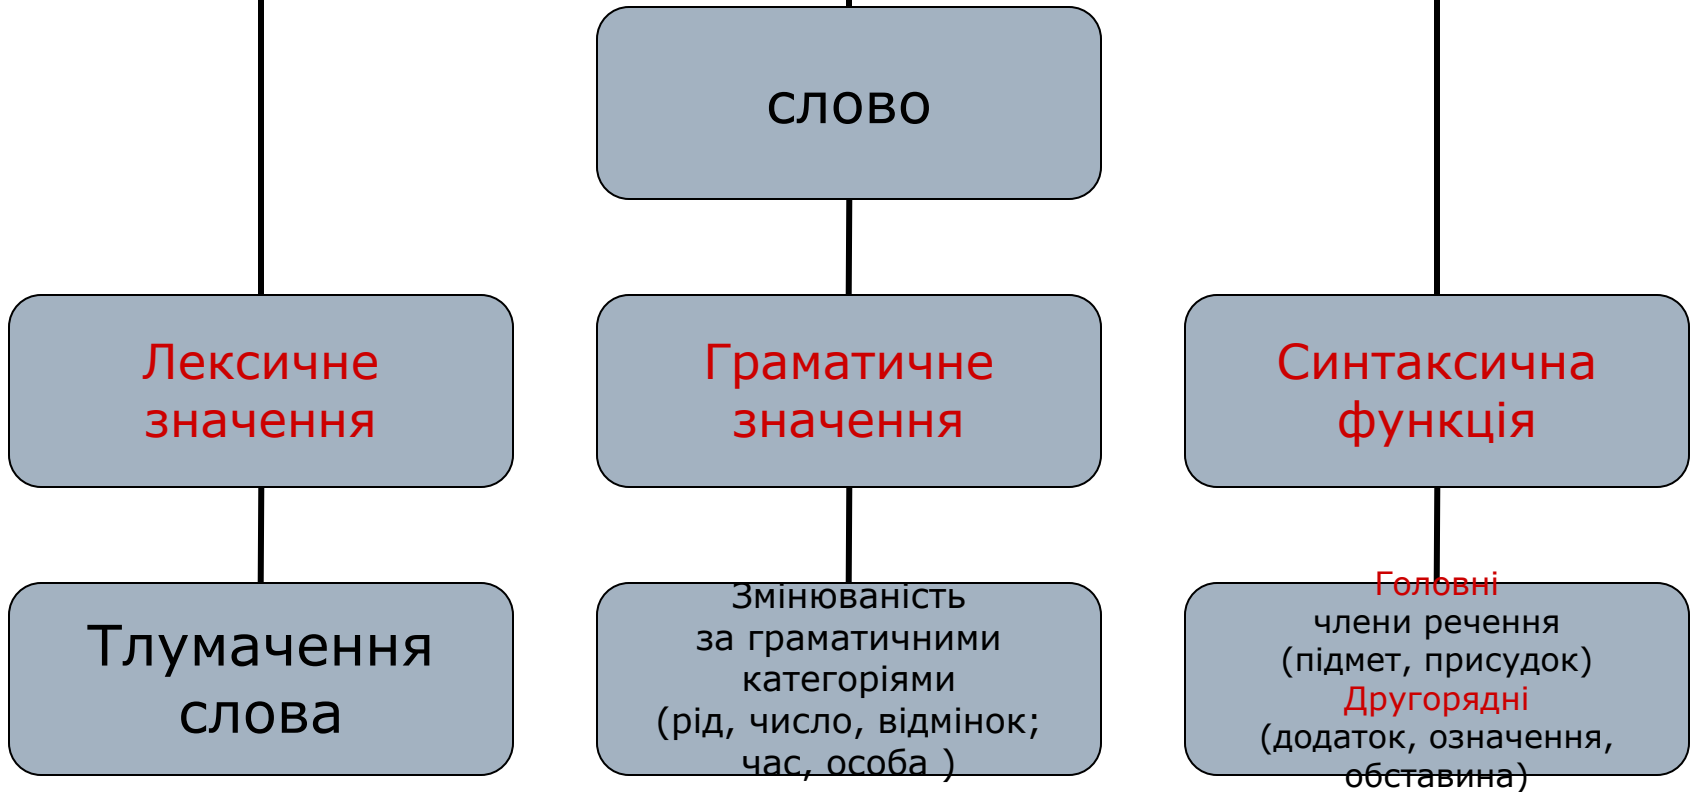 слово
Лексичне
значення
Граматичне
значення
Синтаксична
функція
Тлумачення
слова
Змінюваність
за граматичними
категоріями
(рід, число, відмінок;
час, особа )
Головні
члени речення
(підмет, присудок)
Другорядні
(додаток, означення,
обставина)